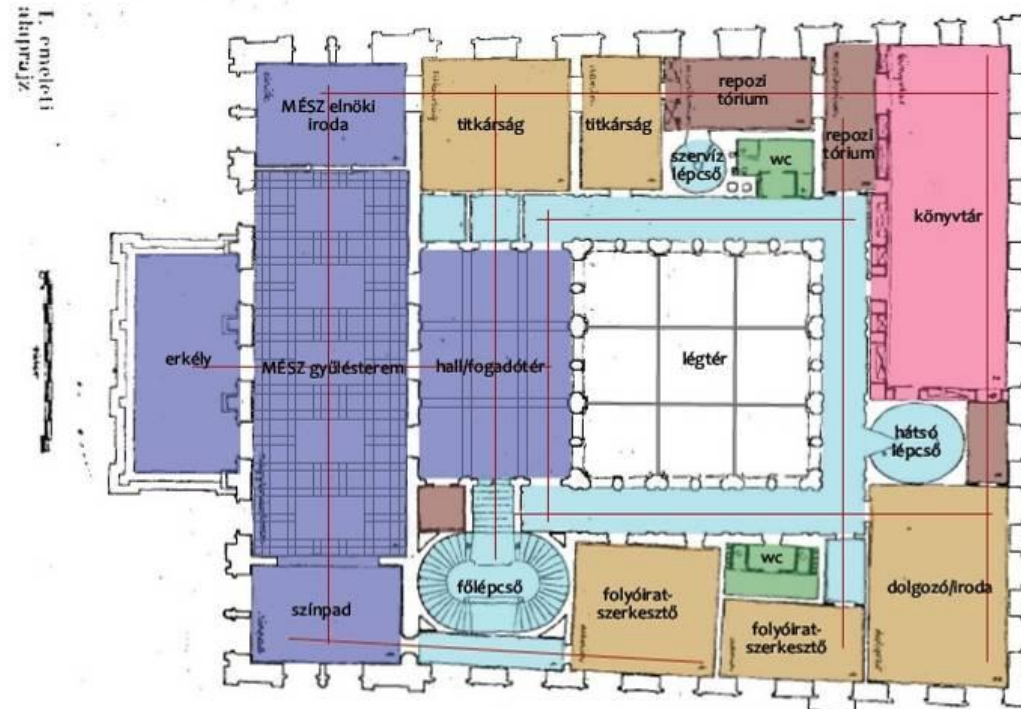 I. emeleti
alaprajz
MÉSZ elnöki
iroda
titkárság
titkárság
repozi
tórium
repozi
tórium
szervíz
lépcső
wc
könyvtár
erkély
MÉSZ gyűlésterem
hall/fogadótér
légtér
hátsó
lépcső
főlépcső
színpad
folyóirat-
szerkesztő
wc
folyóirat-
szerkesztő
dolgozó/iroda